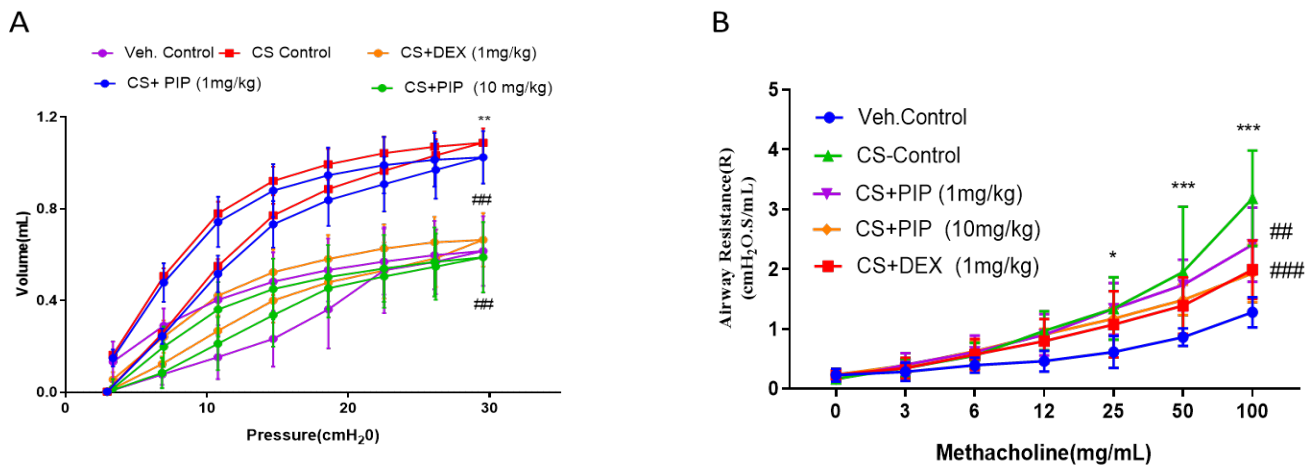 A
Veh. Control CS Control CS+DEX (1mg/kg)
CS+ PIP (1mg/kg) CS+PIP (10 mg/kg)
1.2
0.8
0.4
0.0
Volume(mL)
**
###
###
0 10 20 30
Pressure(cmH20)
B
5
4
3
2
1
0
Airway Resistance(R)
(cmH2O.S/mL)
Veh.Control
CS-Control
CS+PIP (1mg/kg)
CS+PIP (10mg/kg)
CS+DEX (1mg/kg)
*
***
***
##
###
0 3 6 12 25 50 100
Methacholine(mg/mL)